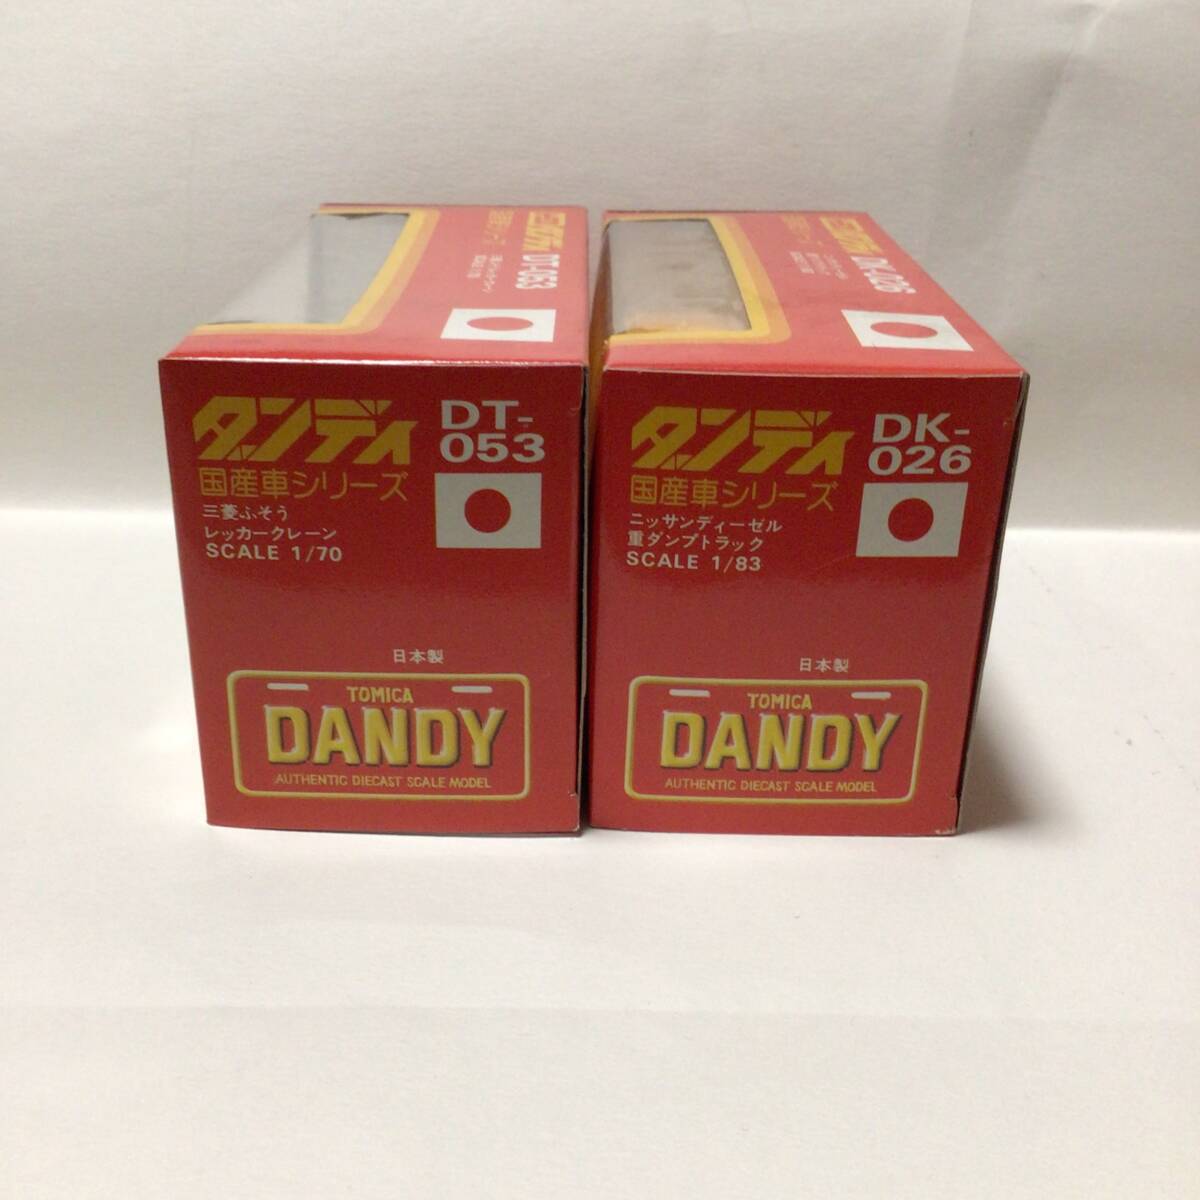 DT-053
ダンディ
国産車シリーズ
三菱ふそう
レッカークレーン
SCALE 1/70
DT-
053
日本製
TOMICA
DANDY
AUTHENTIC DIECAST SCALE MODEL
DK-026
ダンディ
国産車シリーズ
ニッサンディーゼル
重ダンプトラック
SCALE 1/83
DK-
026
日本製
TOMICA
DANDY
AUTHENTIC DIECAST SCALE MODEL